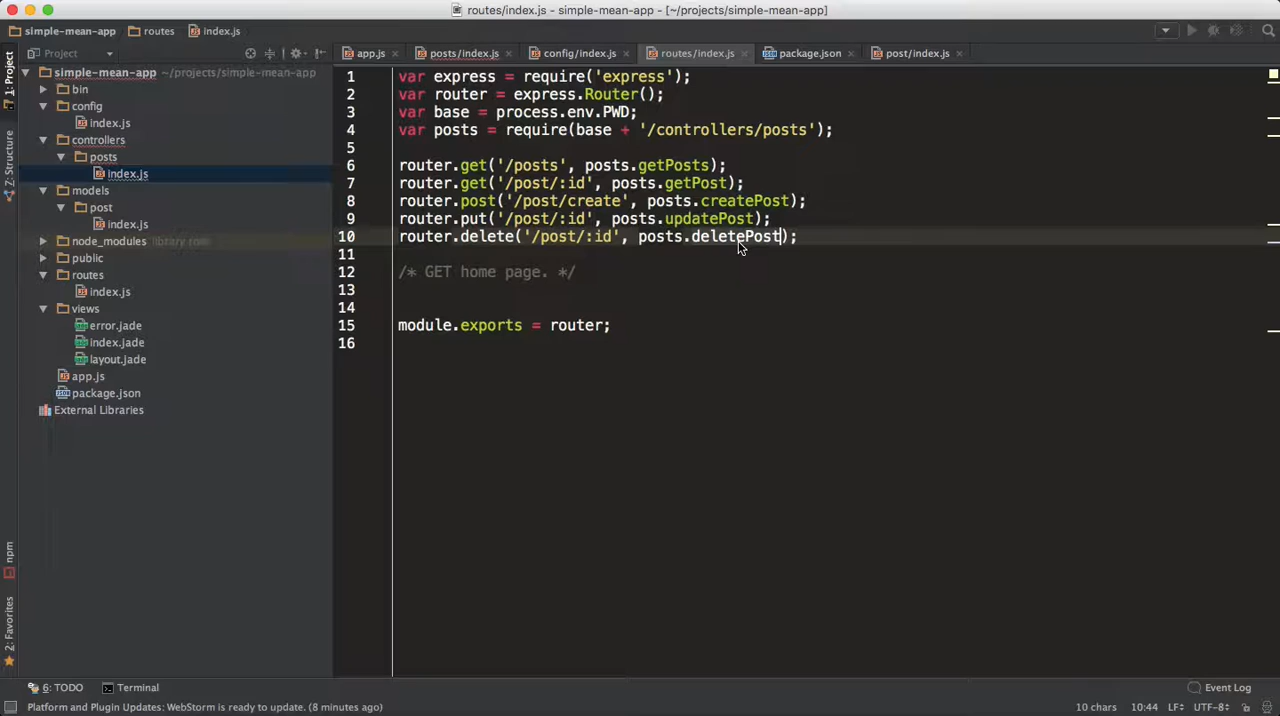 routes/index.js - simple-mean-app - [~/projects/simple-mean-app]
simple-mean-app routes index.js
Project
app.js posts/index.js config/index.js routes/index.js package.json post/index.js
1: Project
Z: Structure
npm
2: Favorites
simple-mean-app ~/projects/simple-mean-app
bin
config
index.js
controllers
posts
index.js
models
post
index.js
node_modules library root
public
routes
index.js
views
error.jade
index.jade
layout.jade
app.js
package.json
External Libraries
1 var express = require('express');
2 var router = express.Router();
3 var base = process.env.PWD;
4 var posts = require(base + '/controllers/posts');
5
6 router.get('/posts', posts.getPosts);
7 router.get('/post/:id', posts.getPost);
8 router.post('/post/create', posts.createPost);
9 router.put('/post/:id', posts.updatePost);
10 router.delete('/post/:id', posts.deletePost);
11
12 /* GET home page. */
13
14
15 module.exports = router;
16
6: TODO Terminal Event Log
Platform and Plugin Updates: WebStorm is ready to update. (8 minutes ago) 10 chars 10:44 LF÷ UTF-8÷